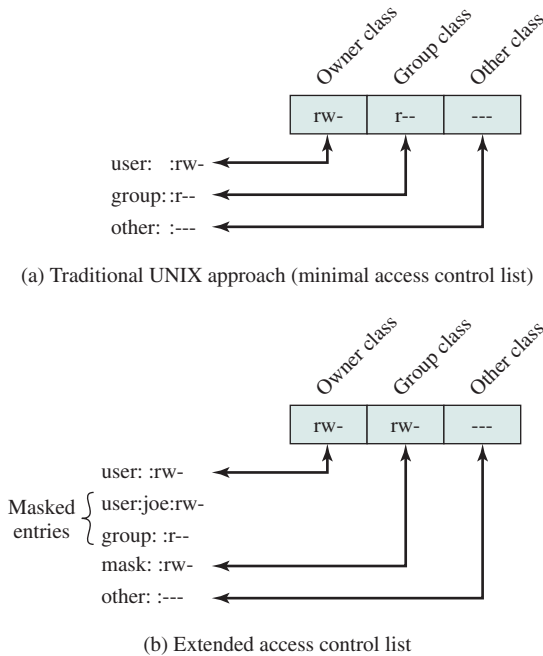 Owner class
Group class
Other class
rw- r-- ---
user: :rw-
group: :r--
other: :---
(a) Traditional UNIX approach (minimal access control list)
Owner class
Group class
Other class
rw- rw- ---
user: :rw-
Masked entries
user:joe:rw-
group: :r--
mask: :rw-
other: :---
(b) Extended access control list